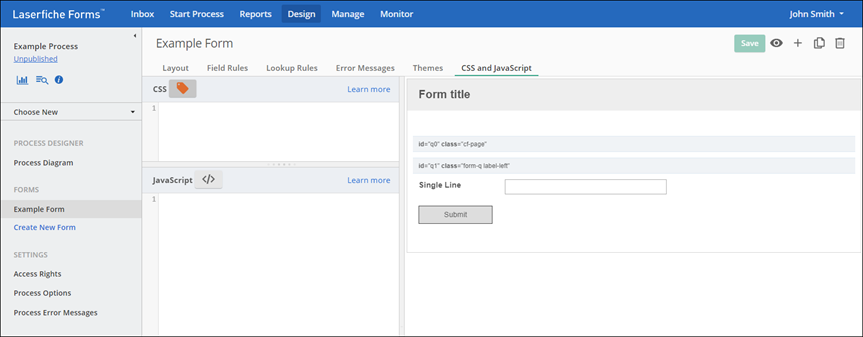 Laserfiche Forms™ Inbox Start Process Reports Design Manage Monitor John Smith
Example Process
Unpublished
Choose New
PROCESS DESIGNER
Process Diagram
FORMS
Example Form
Create New Form
SETTINGS
Access Rights
Process Options
Process Error Messages
Example Form Save
Layout Field Rules Lookup Rules Error Messages Themes CSS and JavaScript
CSS Learn more
1
JavaScript </> Learn more
1
Form title
id="q0" class="cf-page"
id="q1" class="form-q label-left"
Single Line
Submit